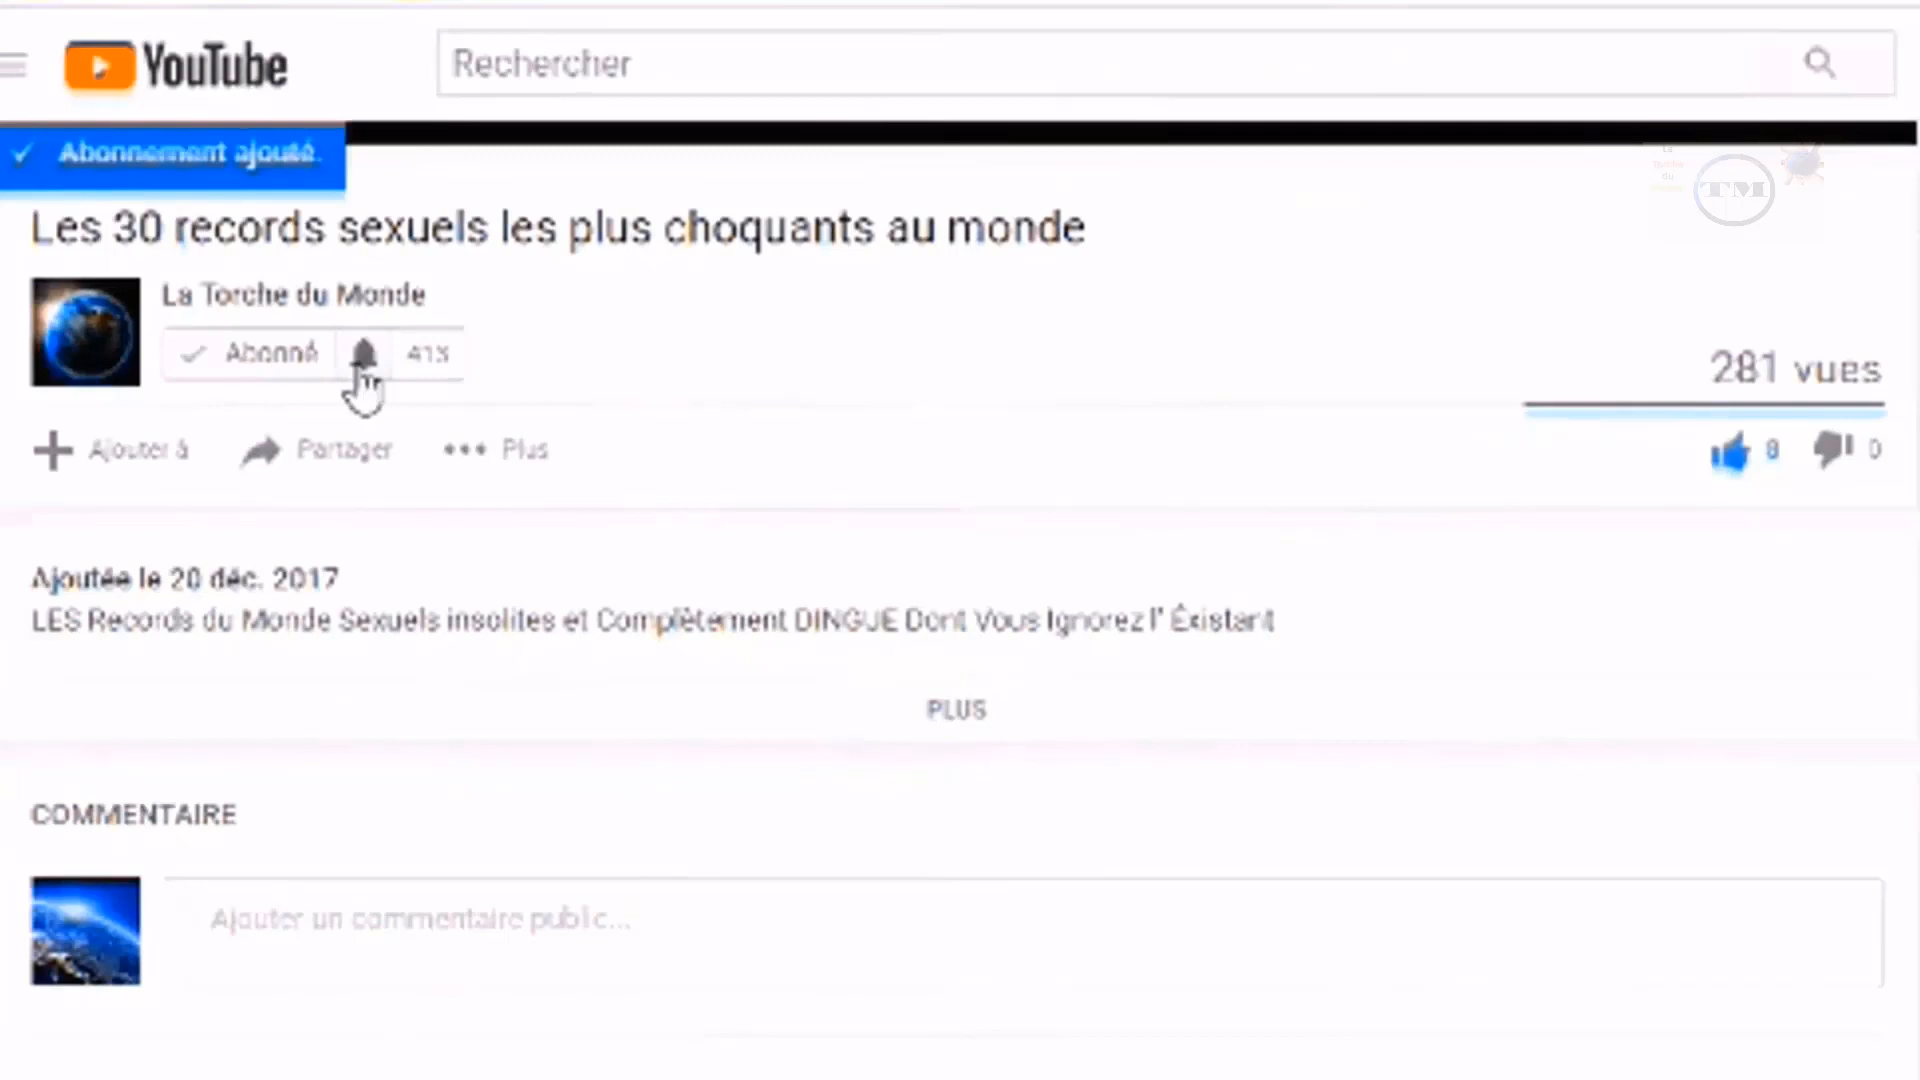 YouTube
Rechercher
Abonnement ajouté.
TM
Les 30 records sexuels les plus choquants au monde
La Torche du Monde
Abonné 413
281 vues
Ajouter à Partager Plus
8 0
Ajoutée le 20 déc. 2017
LES Records du Monde Sexuels insolites et Complètement DINGUE Dont Vous Ignorez l' Éxistant
PLUS
COMMENTAIRE
Ajouter un commentaire public...